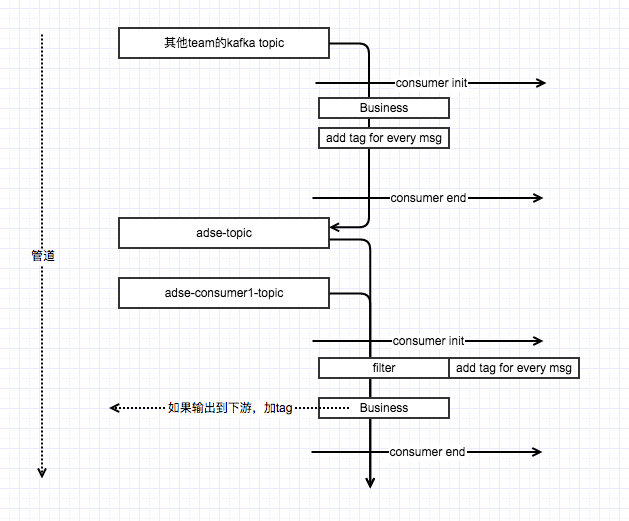 其他team的kafka topic
consumer init
Business
add tag for every msg
consumer end
adse-topic
管道
adse-consumer1-topic
consumer init
filter
add tag for every msg
如果输出到下游，加tag
Business
consumer end